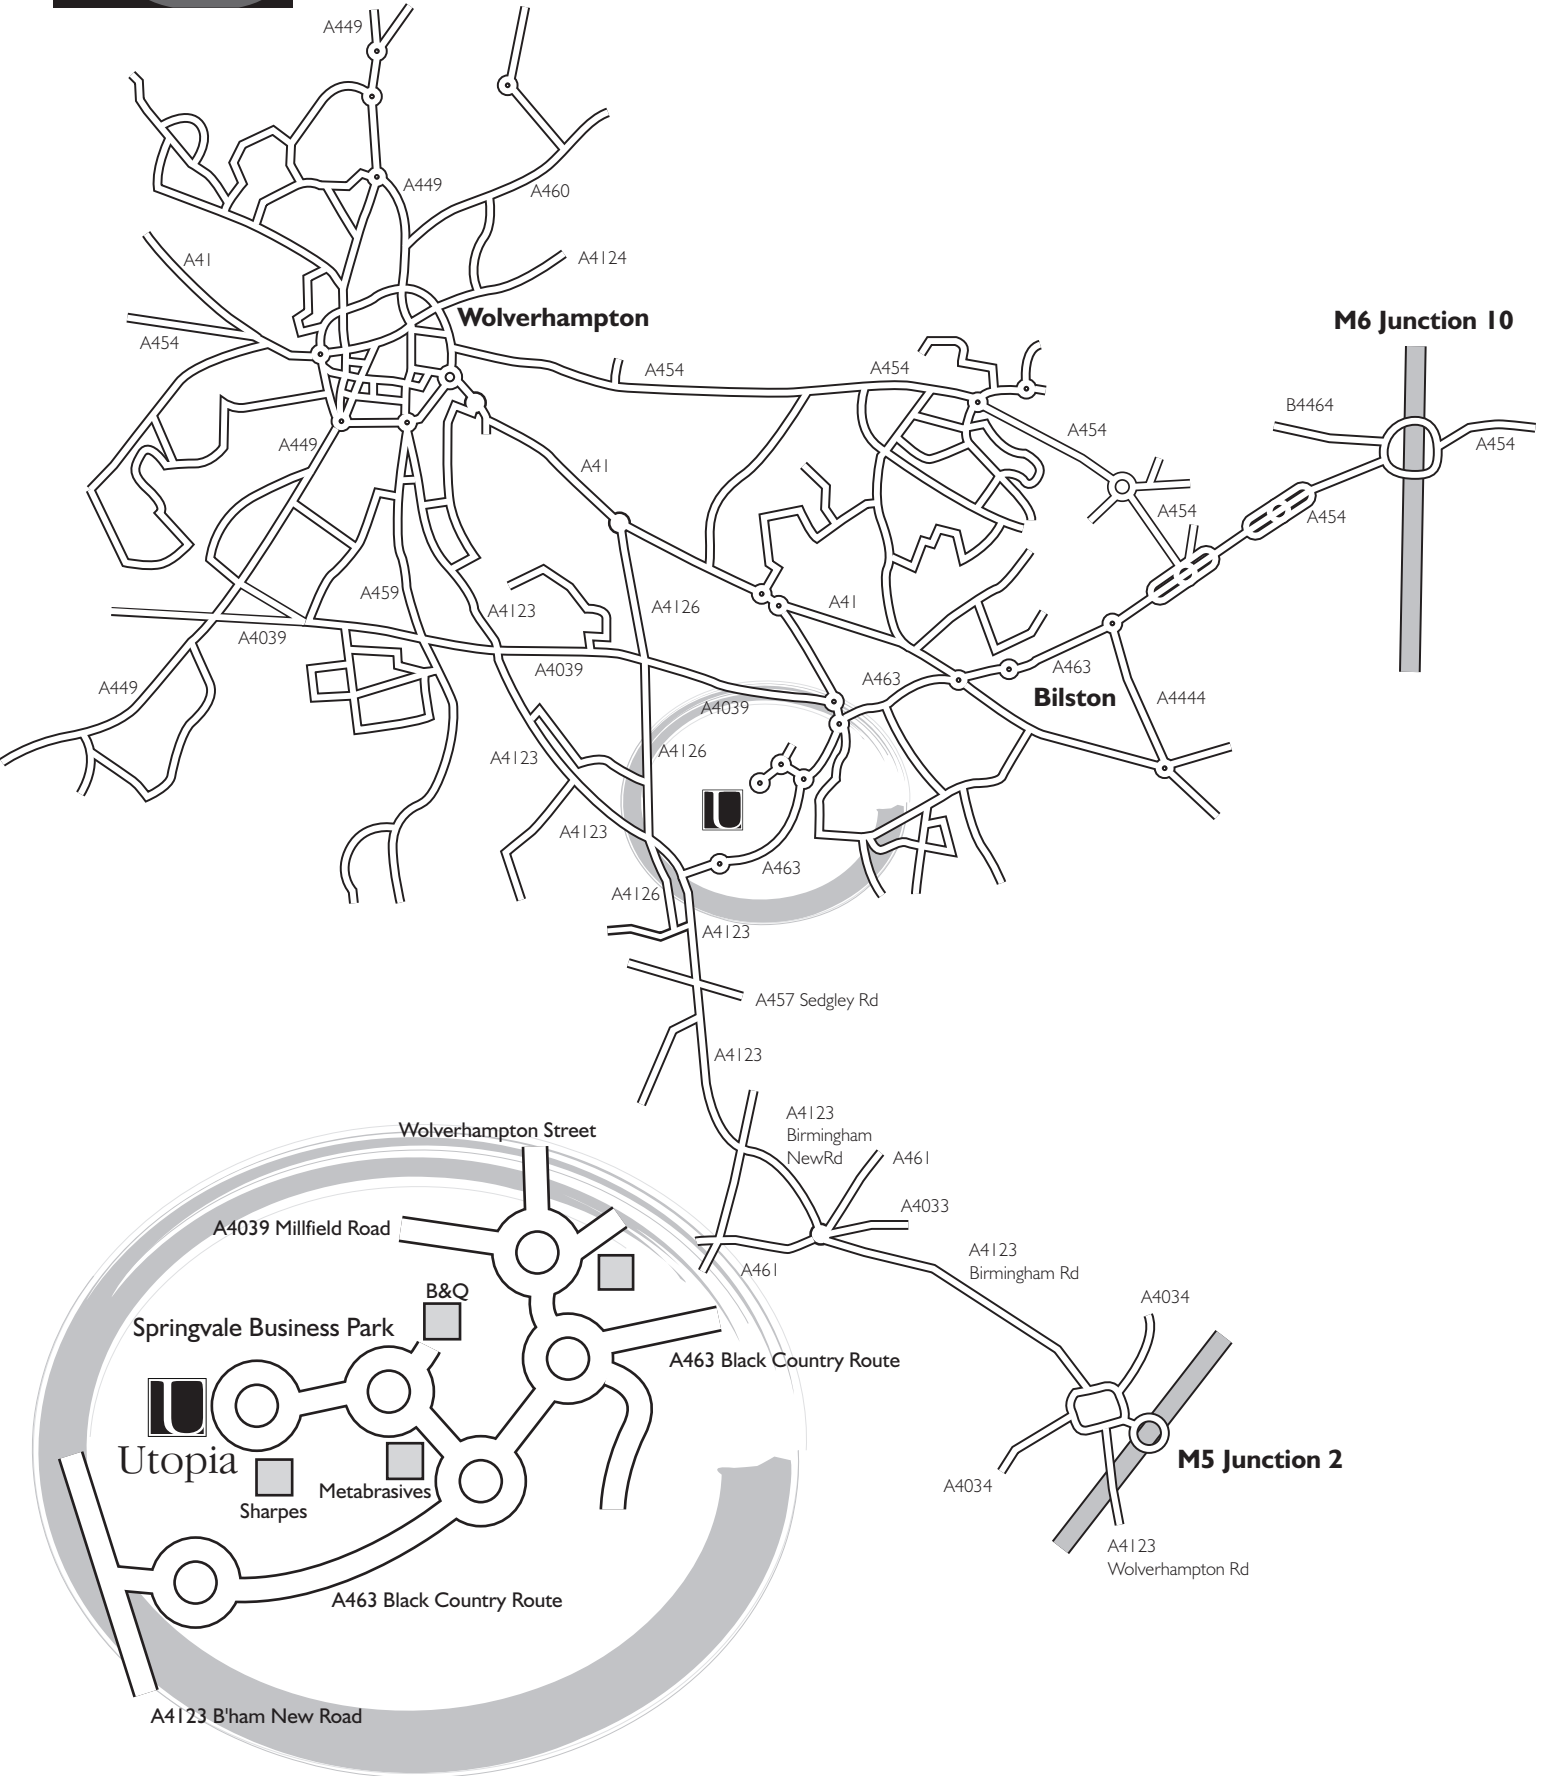 A449
A449
A460
A41
A4124
Wolverhampton
M6 Junction 10
A454
A454
A454
B4464
A454
A454
A449
A41
A454
A454
A459
A4123
A4126
A41
A4039
A4039
A463
A463
Bilston
A449
A4039
A4444
A4123
A4126
U
A4123
A463
A4126
A4123
A457 Sedgley Rd
A4123
A4123
Birmingham
NewRd
A461
A4033
A461
A4123
Birmingham Rd
A4034
M5 Junction 2
A4034
A4123
Wolverhampton Rd
Wolverhampton Street
A4039 Millfield Road
B&Q
Springvale Business Park
A463 Black Country Route
U
Utopia
Metabrasives
Sharpes
A463 Black Country Route
A4123 B'ham New Road